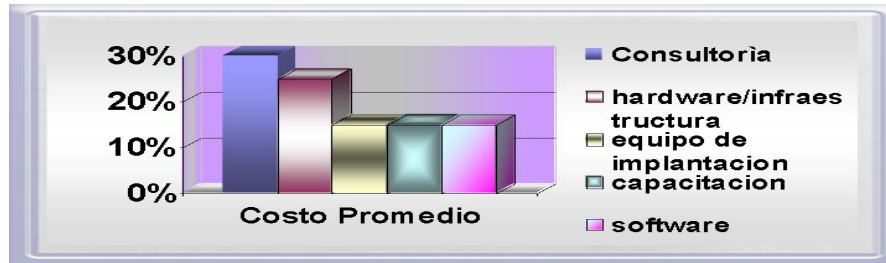 30%
20%
10%
0%
Costo Promedio
Consultorìa
hardware/infraes
tructura
equipo de
implantacion
capacitacion
software